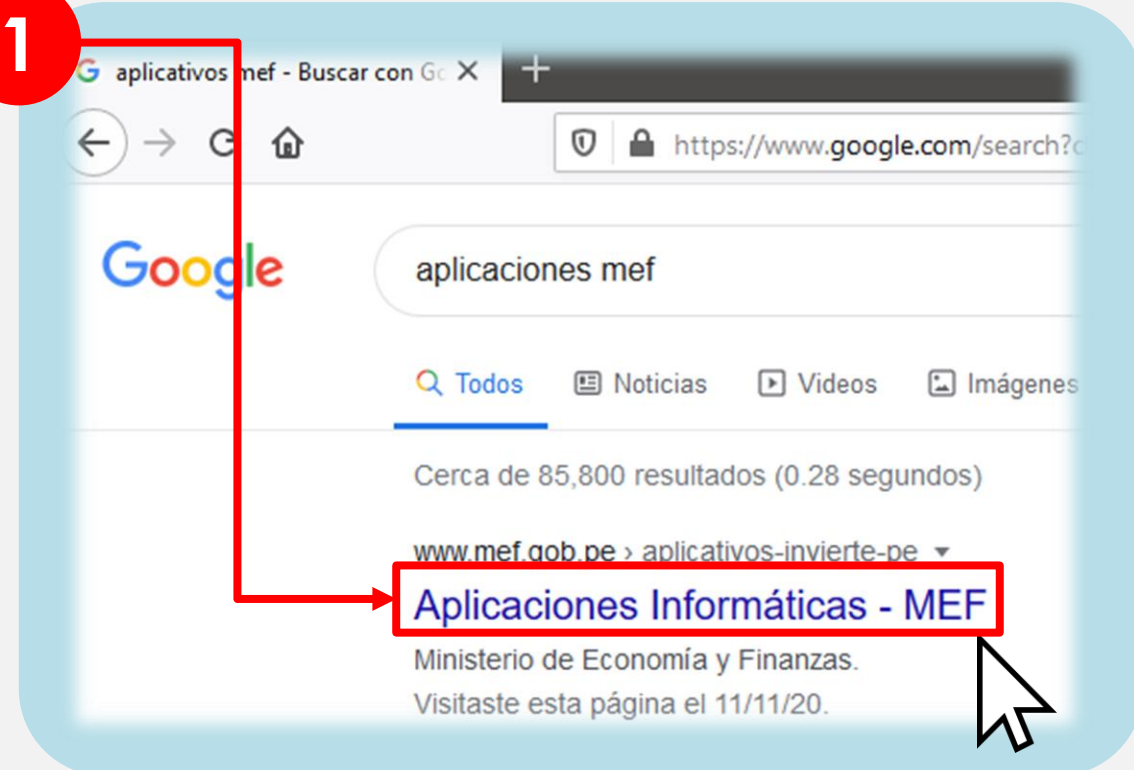 1
aplicativos mef - Buscar con Go
https://www.google.com/search?
Google
aplicaciones mef
Todos Noticias Videos Imágenes
Cerca de 85,800 resultados (0.28 segundos)
www.mef.gob.pe › aplicativos-invierte-pe
Aplicaciones Informáticas - MEF
Ministerio de Economía y Finanzas.
Visitaste esta página el 11/11/20.